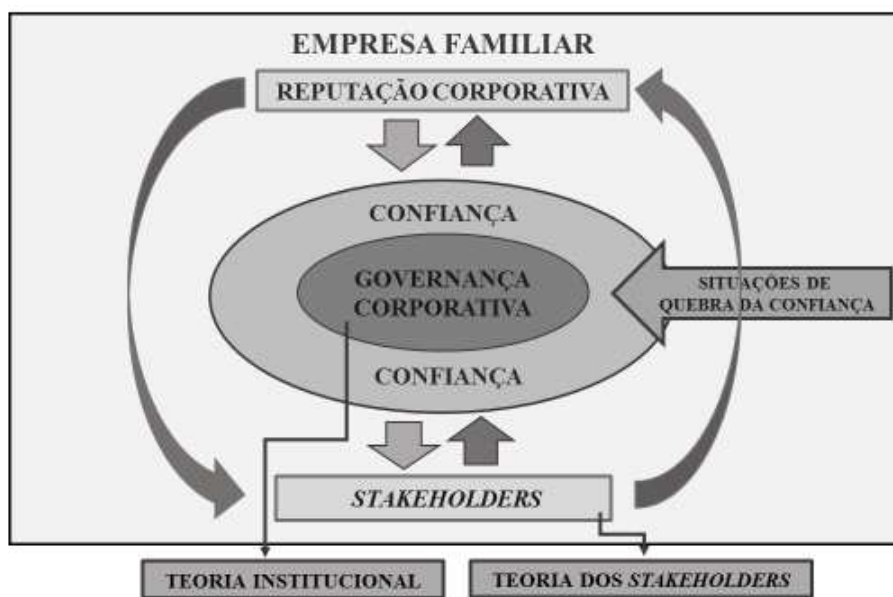 EMPRESA FAMILIAR
REPUTAÇÃO CORPORATIVA
CONFIANÇA
GOVERNANÇA
CORPORATIVA
SITUAÇÕES DE
QUEBRA DA CONFIANÇA
CONFIANÇA
STAKEHOLDERS
TEORIA INSTITUCIONAL
TEORIA DOS STAKEHOLDERS